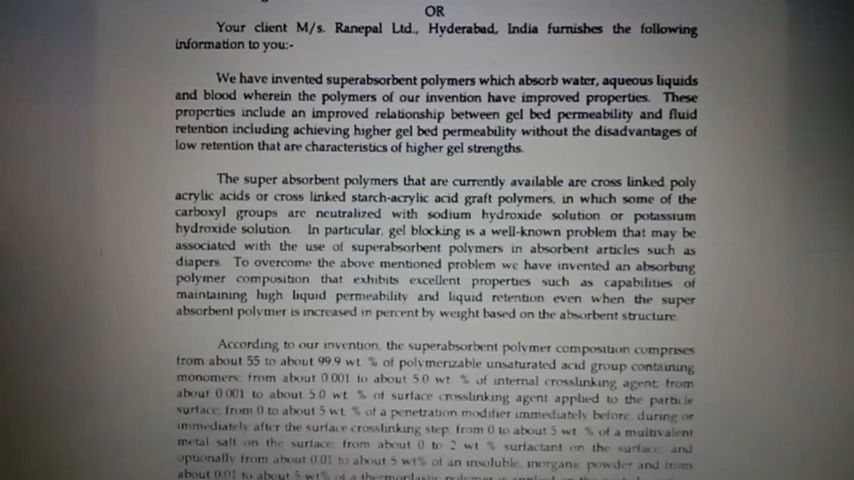 OR
Your client M/s. Ranepal Ltd., Hyderabad, India furnishes the following
information to you:-
We have invented superabsorbent polymers which absorb water, aqueous liquids
and blood wherein the polymers of our invention have improved properties. These
properties include an improved relationship between gel bed permeability and fluid
retention including achieving higher gel bed permeability without the disadvantages of
low retention that are characteristics of higher gel strengths.
The super absorbent polymers that are currently available are cross linked poly
acrylic acids or cross linked starch-acrylic acid graft polymers, in which some of the
carboxyl groups are neutralized with sodium hydroxide solution or potassium
hydroxide solution. In particular, gel blocking is a well-known problem that may be
associated with the use of superabsorbent polymers in absorbent articles such as
diapers. To overcome the above mentioned problem we have invented an absorbing
polymer composition that exhibits excellent properties such as capabilities of
maintaining high liquid permeability and liquid retention even when the super
absorbent polymer is increased in percent by weight based on the absorbent structure.
According to our invention, the superabsorbent polymer composition comprises
from about 55 to about 99.9 wt. % of polymerizable unsaturated acid group containing
monomers; from about 0.001 to about 5.0 wt. % of internal crosslinking agent; from
about 0.001 to about 5.0 wt. % of surface crosslinking agent applied to the particle
surface; from 0 to about 5 wt. % of a penetration modifier immediately before, during or
immediately after the surface crosslinking step; from 0 to about 5 wt. % of a multivalent
metal salt on the surface; from about 0 to 2 wt % surfactant on the surface; and
optionally from about 0.01 to about 5 wt% of an insoluble, inorganic powder and from
about 0.01 to about 5 wt% of a thermoplastic polymer is applied on the